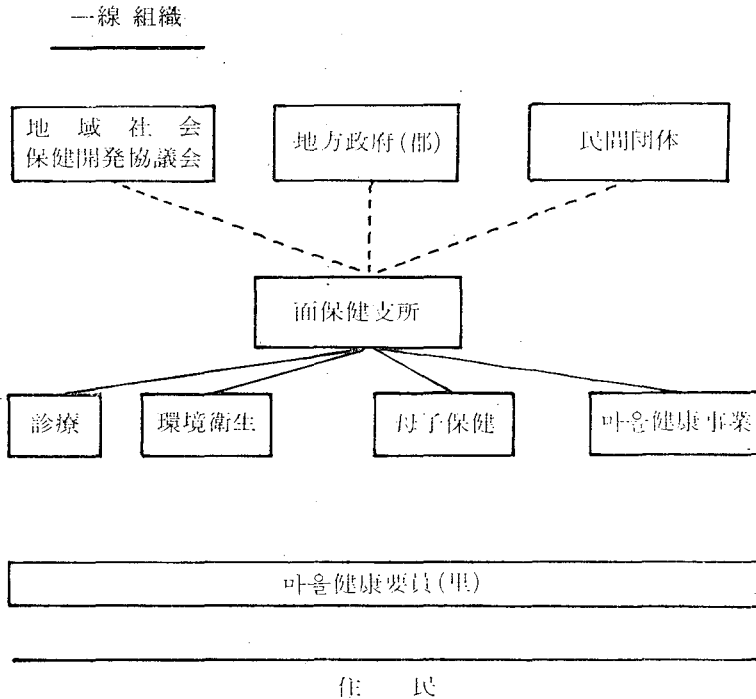 一線 組織
地 域 社 会
保健開発協議会
地方政府(郡)
民間団体
面保健支所
診療
環境衛生
母子保健
마을健康事業
마을健康要員(里)
住 民